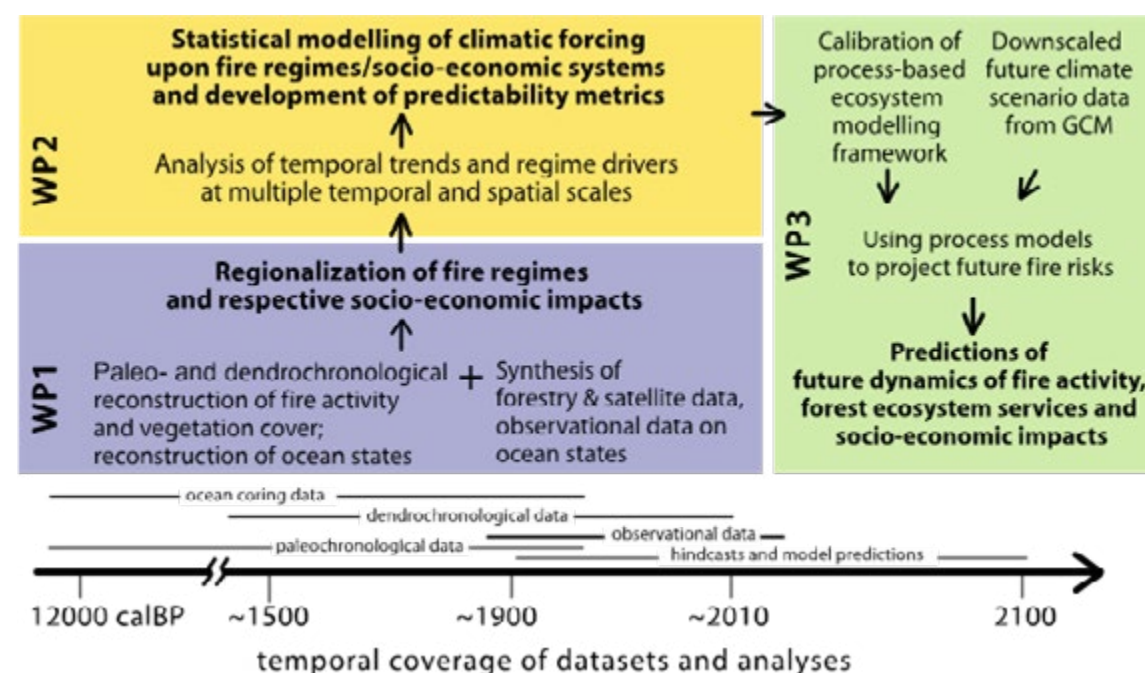 Statistical modelling of climatic forcing
upon fire regimes/socio-economic systems
and development of predictability metrics
Analysis of temporal trends and regime drivers
at multiple temporal and spatial scales
WP2
Regionalization of fire regimes
and respective socio-economic impacts
Paleo- and dendrochronological
reconstruction of fire activity
and vegetation cover;
reconstruction of ocean states
+
Synthesis of
forestry & satellite data,
observational data on
ocean states
WP1
Calibration of
process-based
ecosystem
modelling
framework
Downscaled
future climate
scenario data
from GCM
Using process models
to project future fire risks
WP3
Predictions of
future dynamics of fire activity,
forest ecosystem services and
socio-economic impacts
ocean coring data
dendrochronological data
observational data
paleochronological data
hindcasts and model predictions
12000 calBP
~1500
~1900
~2010
2100
temporal coverage of datasets and analyses